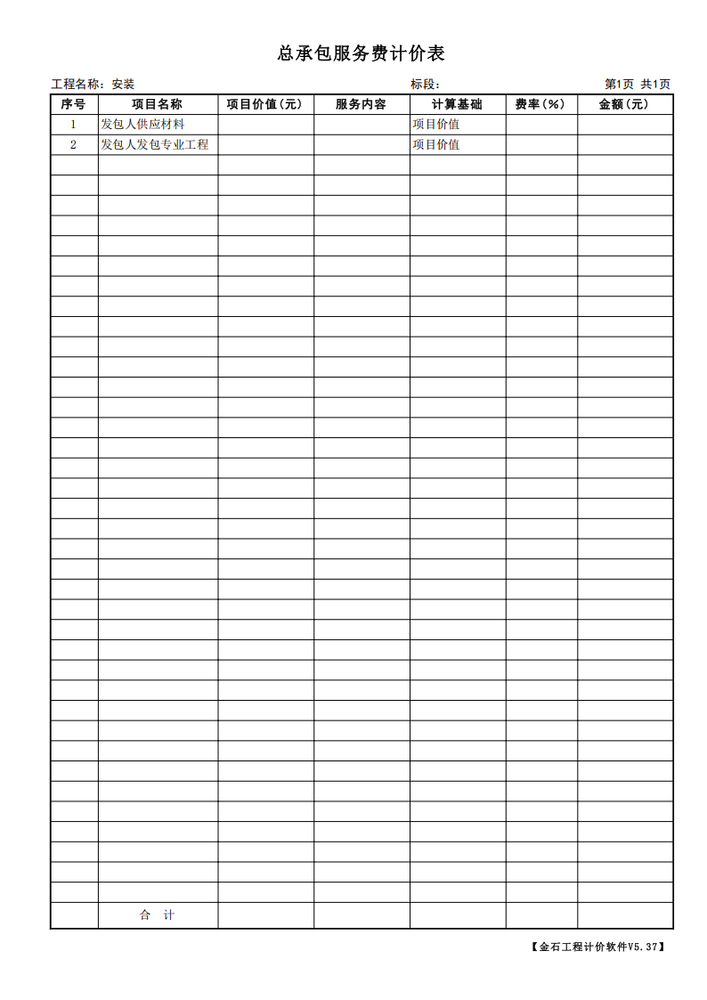 总承包服务费计价表
工程名称：安装 标段： 第1页 共1页
序号 项目名称 项目价值(元) 服务内容 计算基础 费率(%) 金额(元)
1 发包人供应材料 项目价值
2 发包人发包专业工程 项目价值
合 计
【金石工程计价软件V5.37】